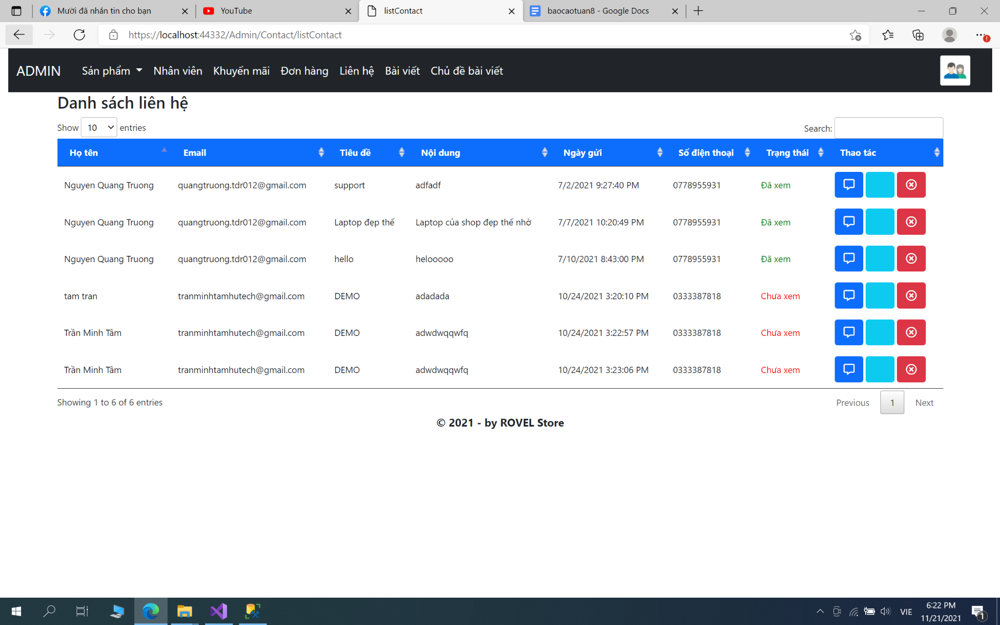 Mười đã nhắn tin cho bạn
YouTube
listContact
baocaotuan8 - Google Docs
https://localhost:44332/Admin/Contact/listContact
ADMIN Sản phẩm Nhân viên Khuyến mãi Đơn hàng Liên hệ Bài viết Chủ đề bài viết
Danh sách liên hệ
Show 10 entries Search:
Họ tên Email Tiêu đề Nội dung Ngày gửi Số điện thoại Trạng thái Thao tác
Nguyen Quang Truong quangtruong.tdr012@gmail.com support adfadf 7/2/2021 9:27:40 PM 0778955931 Đã xem
Nguyen Quang Truong quangtruong.tdr012@gmail.com Laptop đẹp thế Laptop của shop đẹp thế nhờ 7/7/2021 10:20:49 PM 0778955931 Đã xem
Nguyen Quang Truong quangtruong.tdr012@gmail.com hello helooooo 7/10/2021 8:43:00 PM 0778955931 Đã xem
tam tran tranminhtamhutech@gmail.com DEMO adadada 10/24/2021 3:20:10 PM 0333387818 Chưa xem
Trần Minh Tâm tranminhtamhutech@gmail.com DEMO adwdwqqwfq 10/24/2021 3:22:57 PM 0333387818 Chưa xem
Trần Minh Tâm tranminhtamhutech@gmail.com DEMO adwdwqqwfq 10/24/2021 3:23:06 PM 0333387818 Chưa xem
Showing 1 to 6 of 6 entries Previous 1 Next
© 2021 - by ROVEL Store
VIE
6:22 PM
11/21/2021
1